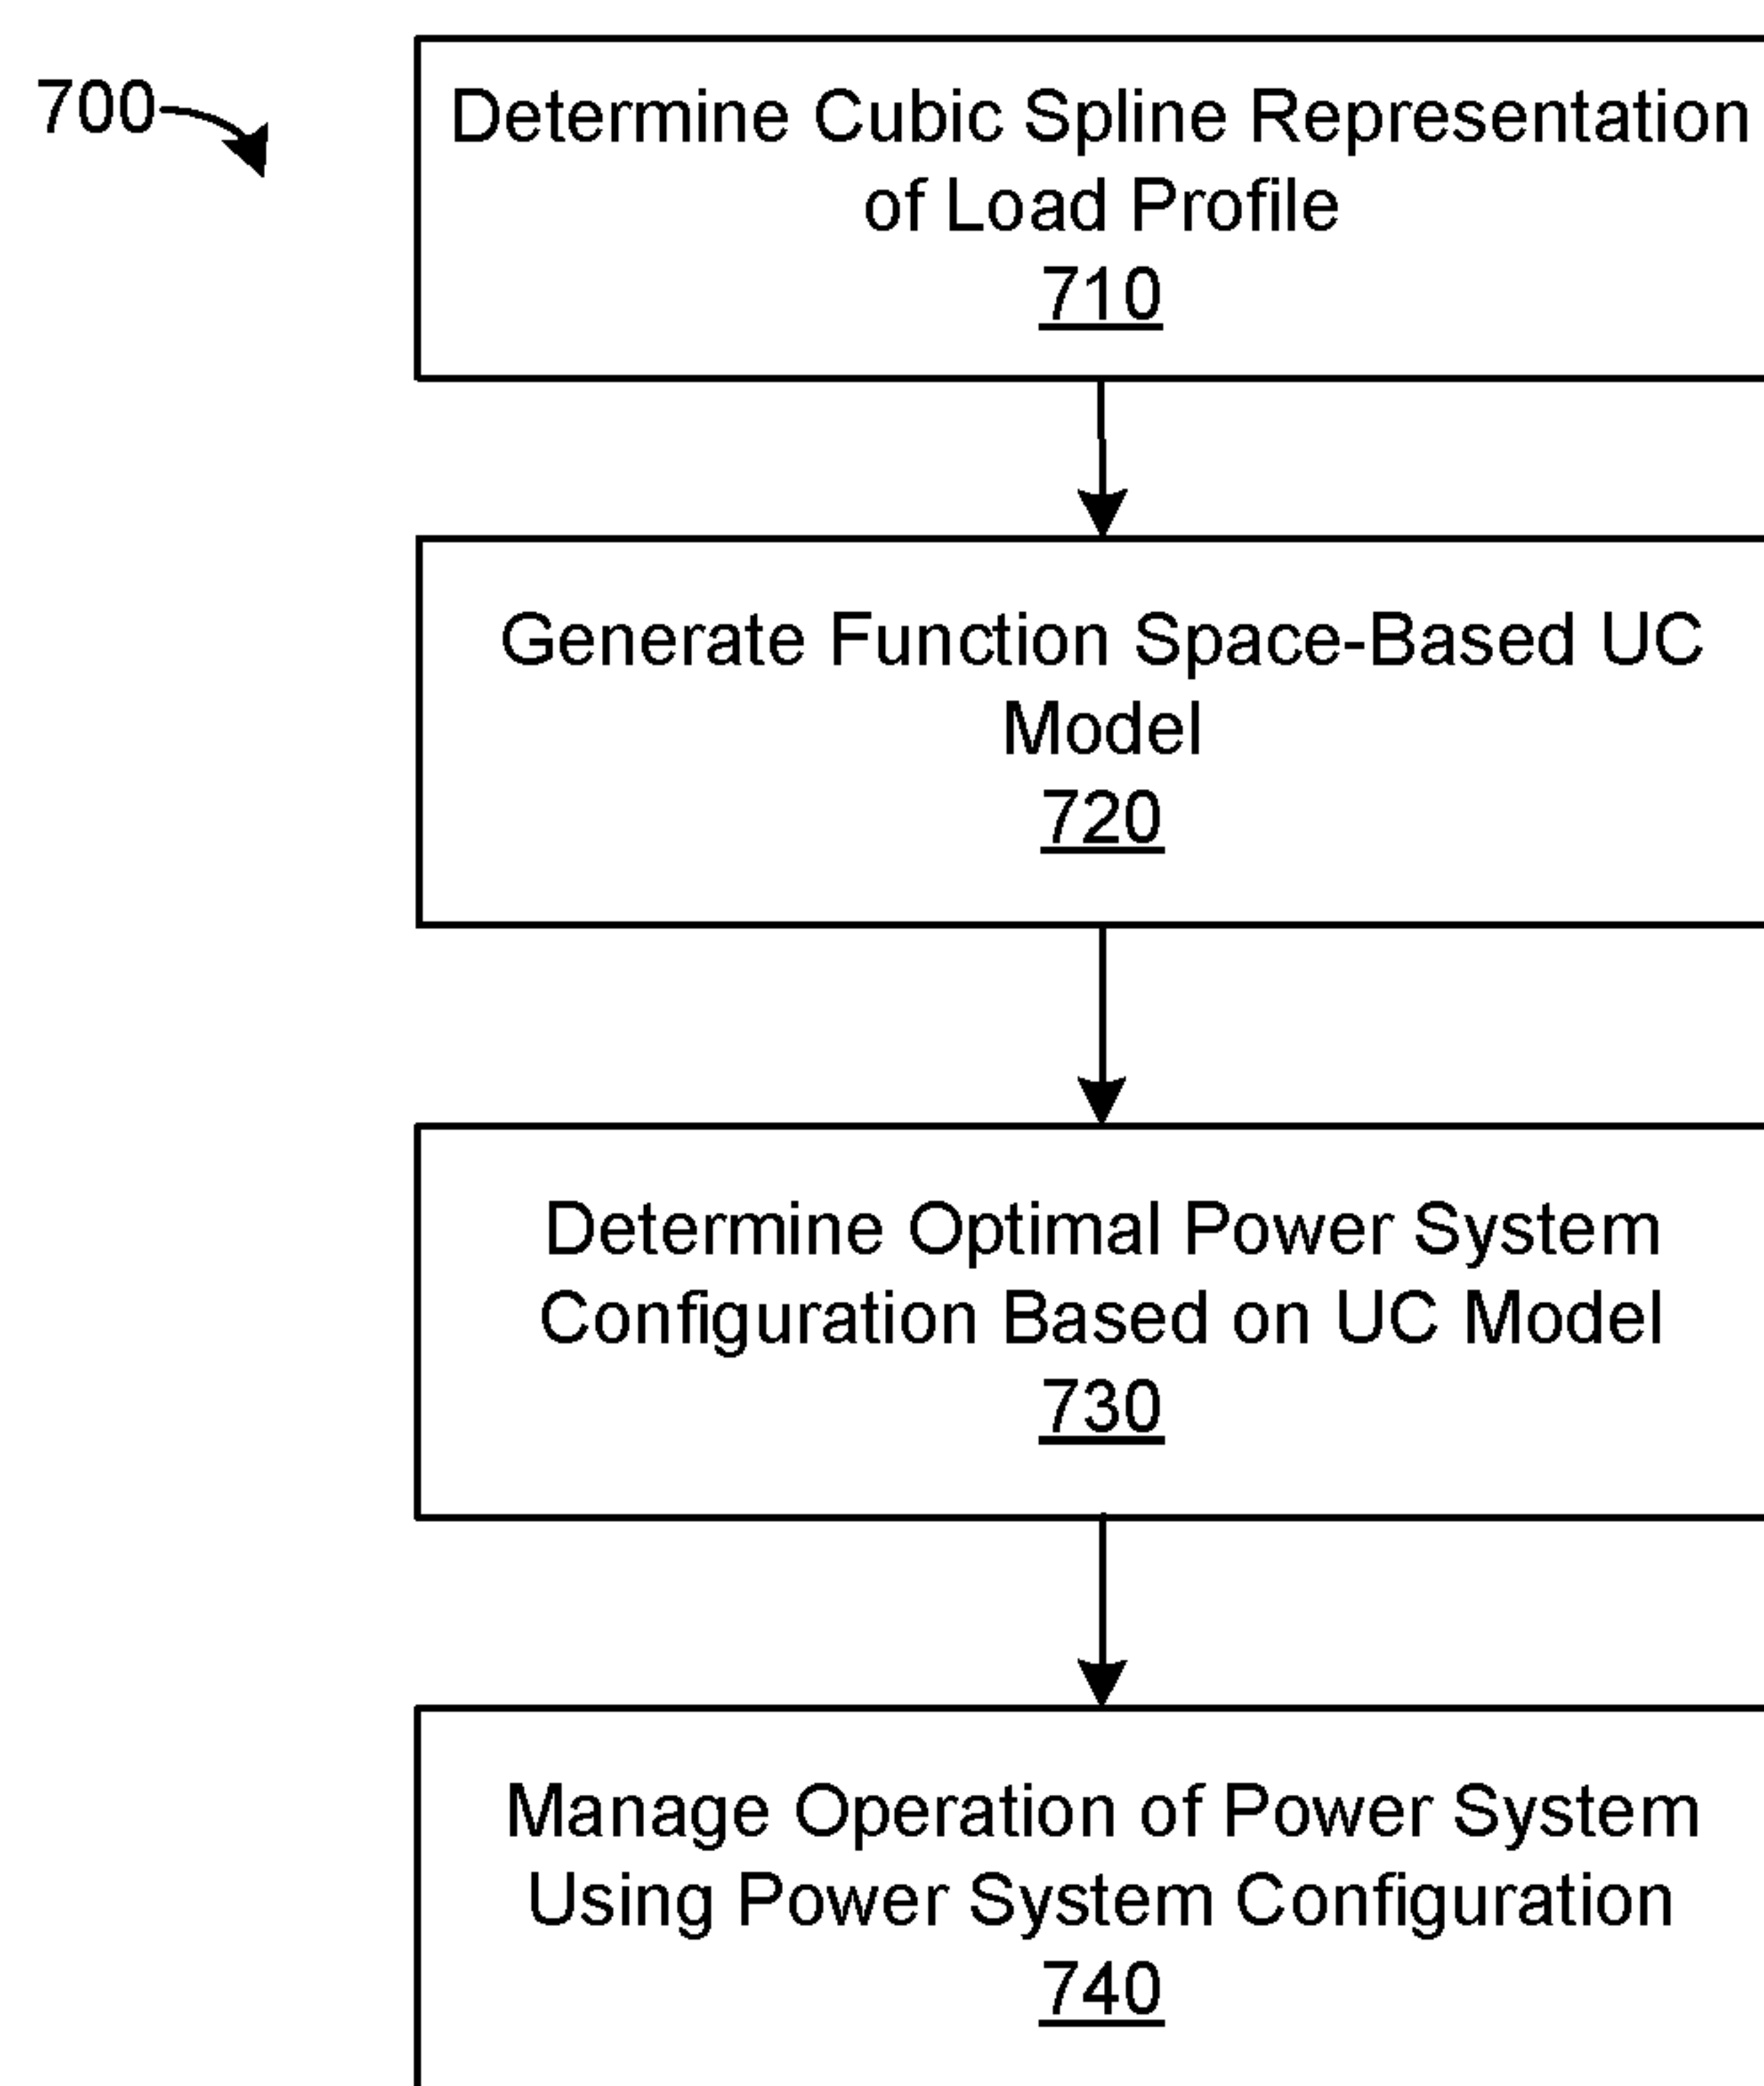 700
Determine Cubic Spline Representation
of Load Profile
710
Generate Function Space-Based UC
Model
720
Determine Optimal Power System
Configuration Based on UC Model
730
Manage Operation of Power System
Using Power System Configuration
740